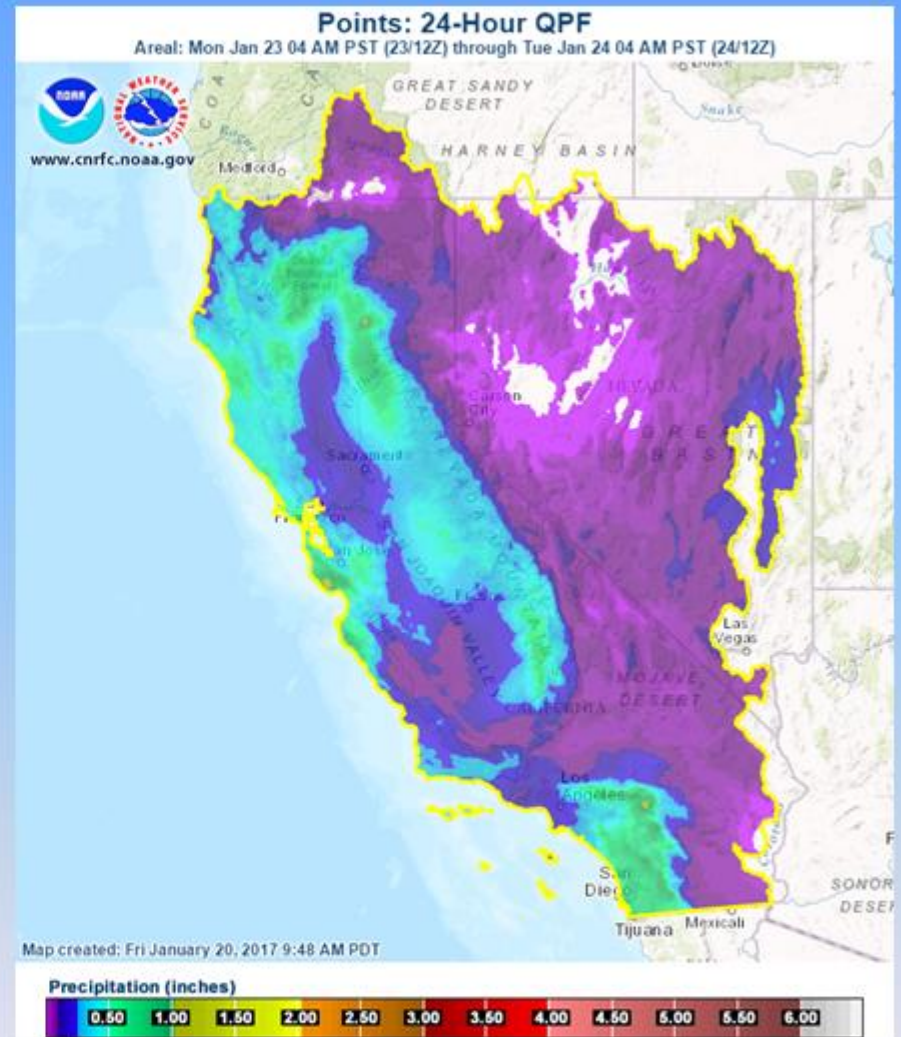 Points: 24-Hour QPF
Areal: Mon Jan 23 04 AM PST (23/12Z) through Tue Jan 24 04 AM PST (24/12Z)
GREAT SANDY
DESERT
Snake
NOAA
www.cnrfc.noaa.gov
HARNEY BASIN
Rogue
Medford
NEVADA
Carson
City
GREAT
BASIN
Sacramento
San Jose
SAN JOAQUIN VALLEY
Las
Vegas
MOJAVE
DESERT
CALIFORNIA
Los
Angeles
San
Diego
SONOR
DESER
Tijuana
Mexicali
Map created: Fri January 20, 2017 9:48 AM PDT
Precipitation (inches)
0.50 1.00 1.50 2.00 2.50 3.00 3.50 4.00 4.50 5.00 5.50 6.00